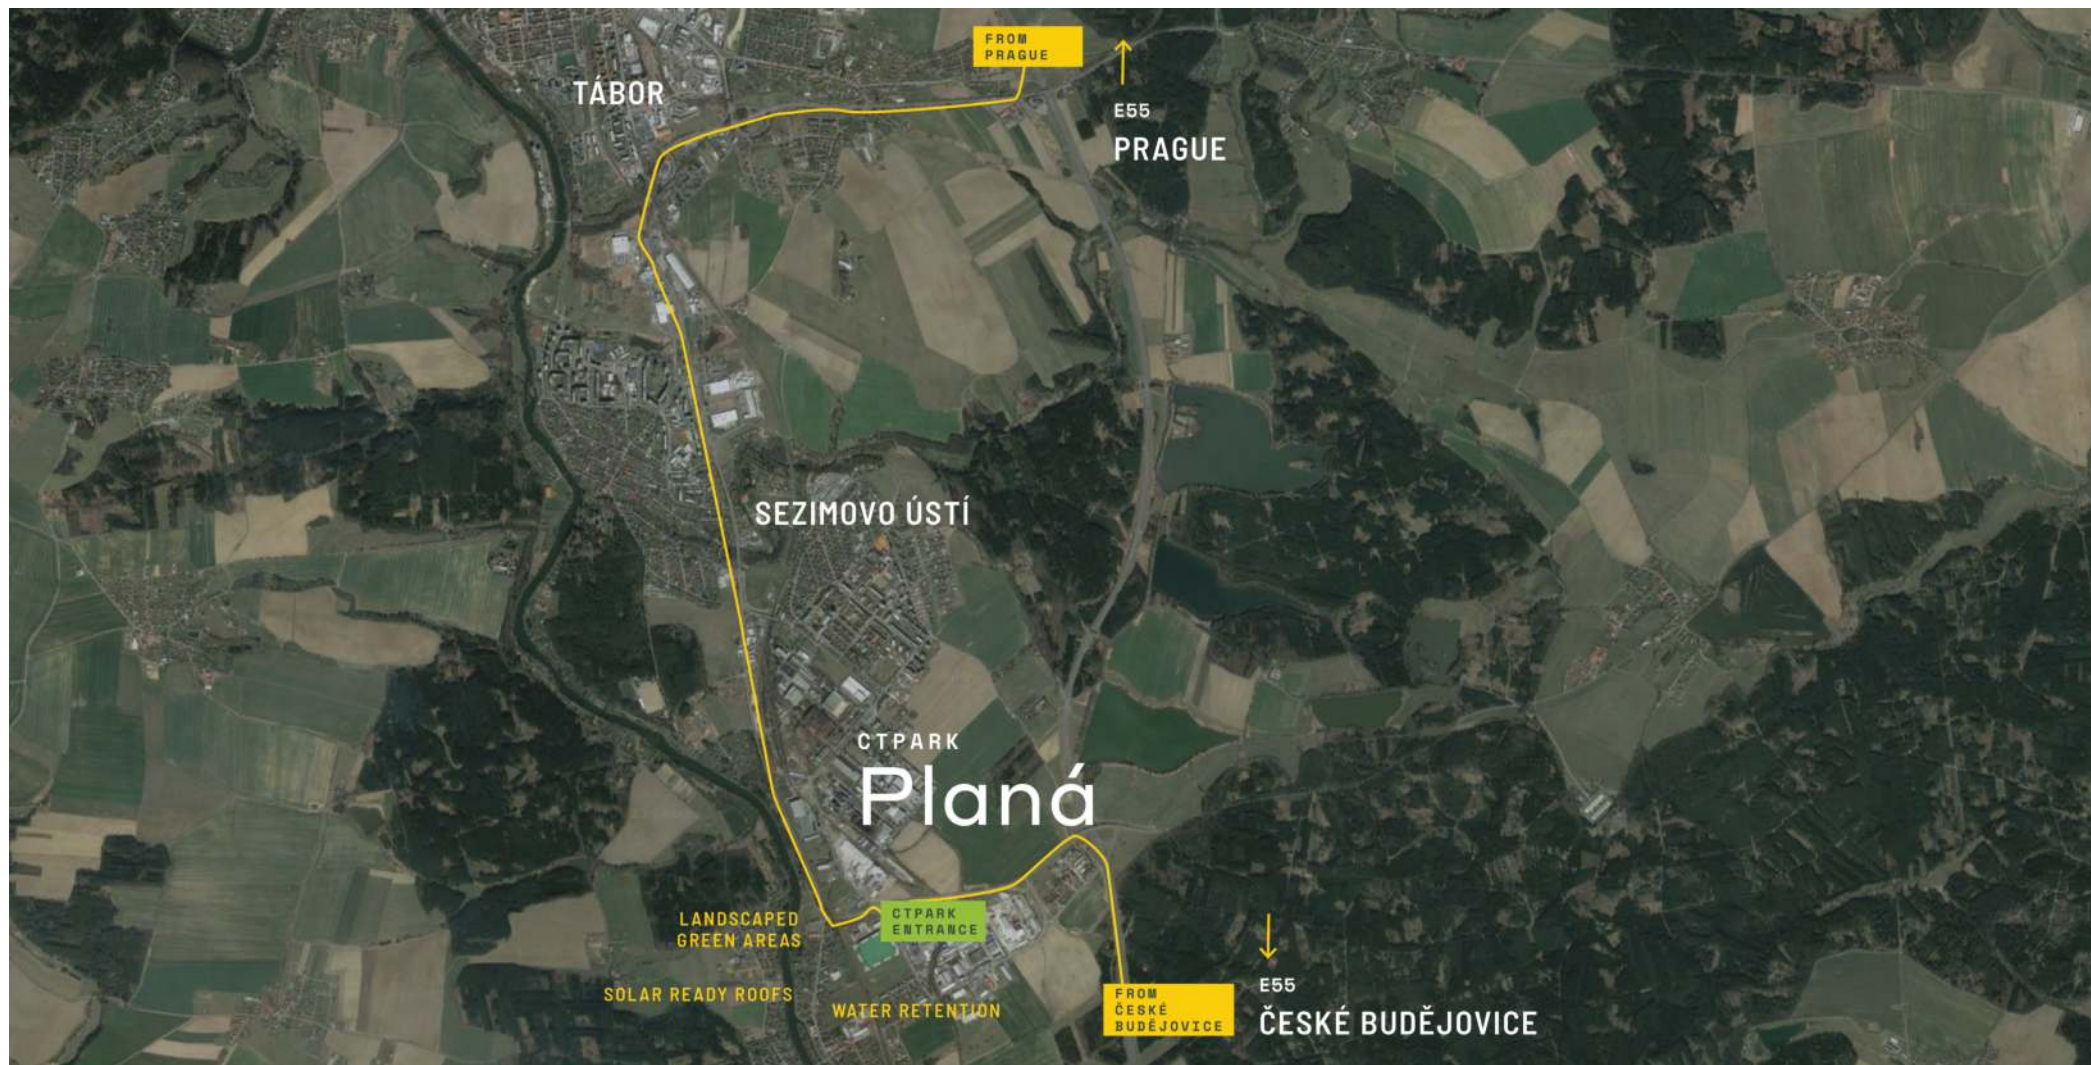 FROM
PRAGUE
TÁBOR
E55
PRAGUE
SEZIMOVO ÚSTÍ
CTPARK
Planá
LANDSCAPED
GREEN AREAS
CTPARK
ENTRANCE
SOLAR READY ROOFS
WATER RETENTION
FROM
ČESKÉ
BUDĚJOVICE
E55
ČESKÉ BUDĚJOVICE